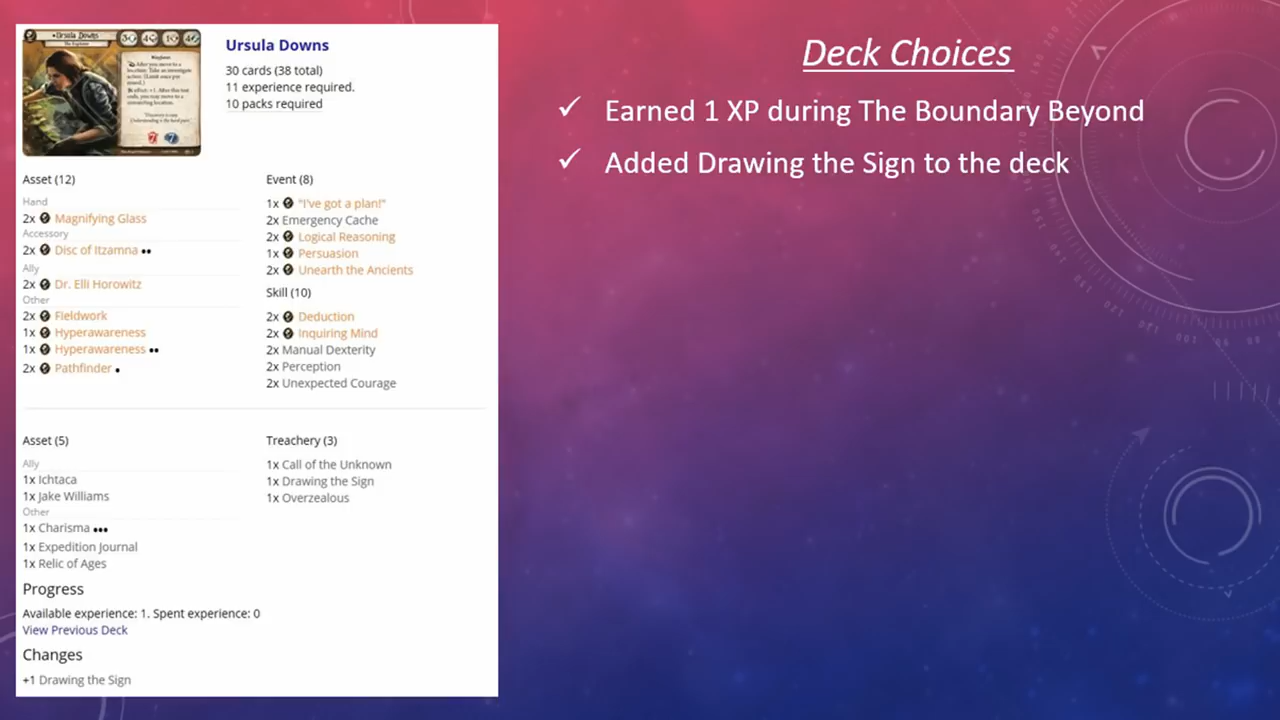 Ursula Downs
The Explorer
Ursula Downs
30 cards (38 total)
11 experience required.
10 packs required
Asset (12)
Hand
2x Magnifying Glass
Accessory
2x Disc of Itzamna ••
Ally
2x Dr. Elli Horowitz
Other
2x Fieldwork
1x Hyperawareness
1x Hyperawareness ••
2x Pathfinder •
Event (8)
1x "I've got a plan!"
2x Emergency Cache
2x Logical Reasoning
1x Persuasion
2x Unearth the Ancients
Skill (10)
2x Deduction
2x Inquiring Mind
2x Manual Dexterity
2x Perception
2x Unexpected Courage
Asset (5)
Ally
1x Ichtaca
1x Jake Williams
Other
1x Charisma •••
1x Expedition Journal
1x Relic of Ages
Treachery (3)
1x Call of the Unknown
1x Drawing the Sign
1x Overzealous
Progress
Available experience: 1. Spent experience: 0
View Previous Deck
Changes
+1 Drawing the Sign
Deck Choices
✓ Earned 1 XP during The Boundary Beyond
✓ Added Drawing the Sign to the deck